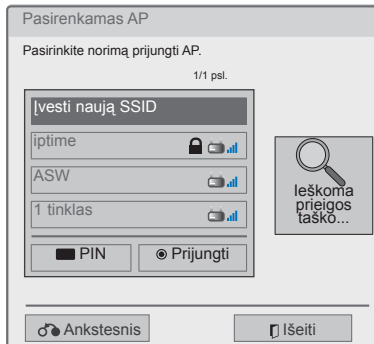 Pasirenkamas AP
Pasirinkite norimą prijungti AP.
1/1 psl.
Įvesti naują SSID
iptime
ASW
1 tinklas
PIN
Prijungti
Ieškoma
prieigos
taško...
Ankstesnis
Išeiti